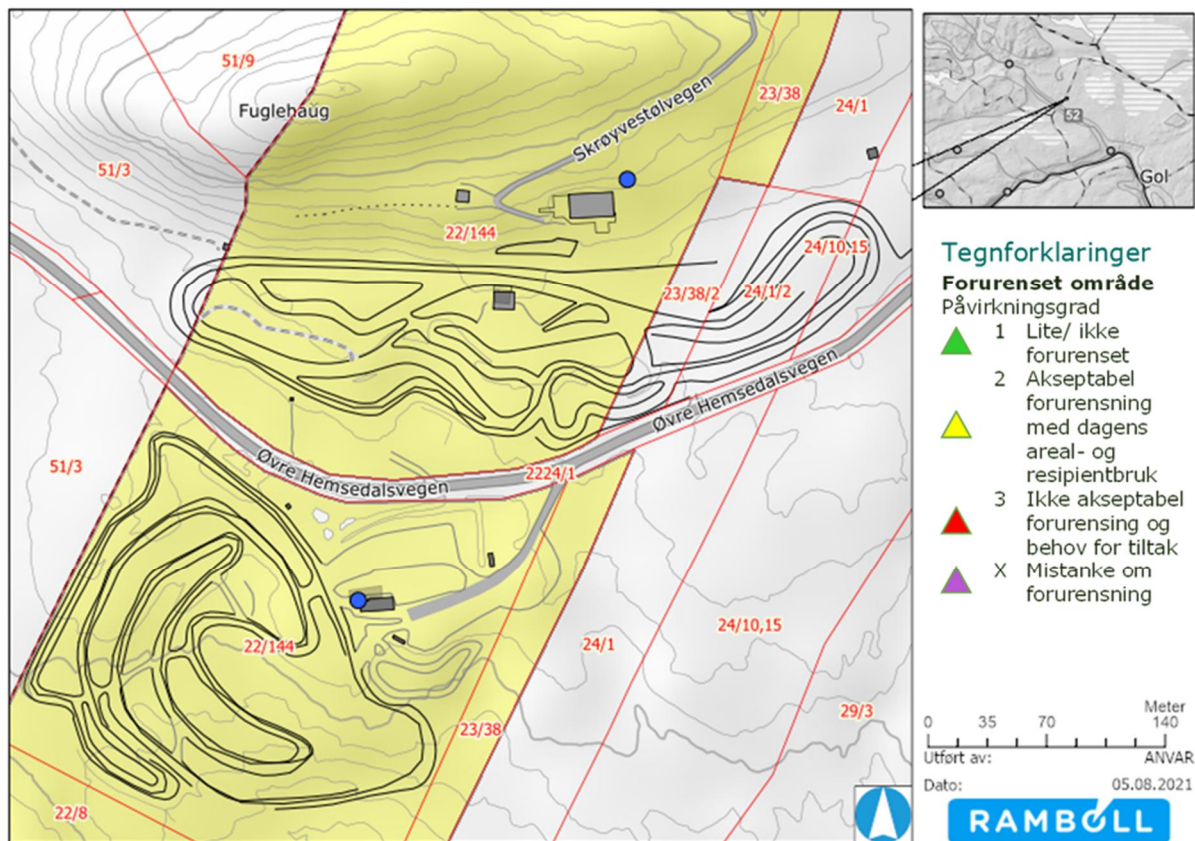 51/9
Fuglehaug
23/38
24/1
Skrøyvestølvegen
51/3
22/144
24/10,15
23/38/2
24/1/2
Øvre Hemsedalsvegen
Øvre Hemsedalsvegen
51/3
2224/1
22/144
24/1
24/10,15
23/38
29/3
22/8
52
Gol
Tegnforklaringer
Forurenset område
Påvirkningsgrad
1 Lite/ ikke
forurenset
2 Akseptabel
forurensning
med dagens
areal- og
resipientbruk
3 Ikke akseptabel
forurensing og
behov for tiltak
X Mistanke om
forurensning
Meter
0 35 70 140
Utført av: ANVAR
Dato: 05.08.2021
RAMBOLL